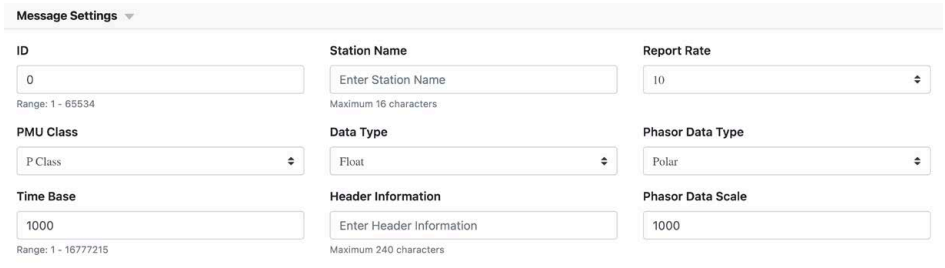 Message Settings
ID
Station Name
Report Rate
0
Enter Station Name
10
Range: 1 - 65534
Maximum 16 characters
PMU Class
Data Type
Phasor Data Type
P Class
Float
Polar
Time Base
Header Information
Phasor Data Scale
1000
Enter Header Information
1000
Range: 1 - 16777215
Maximum 240 characters